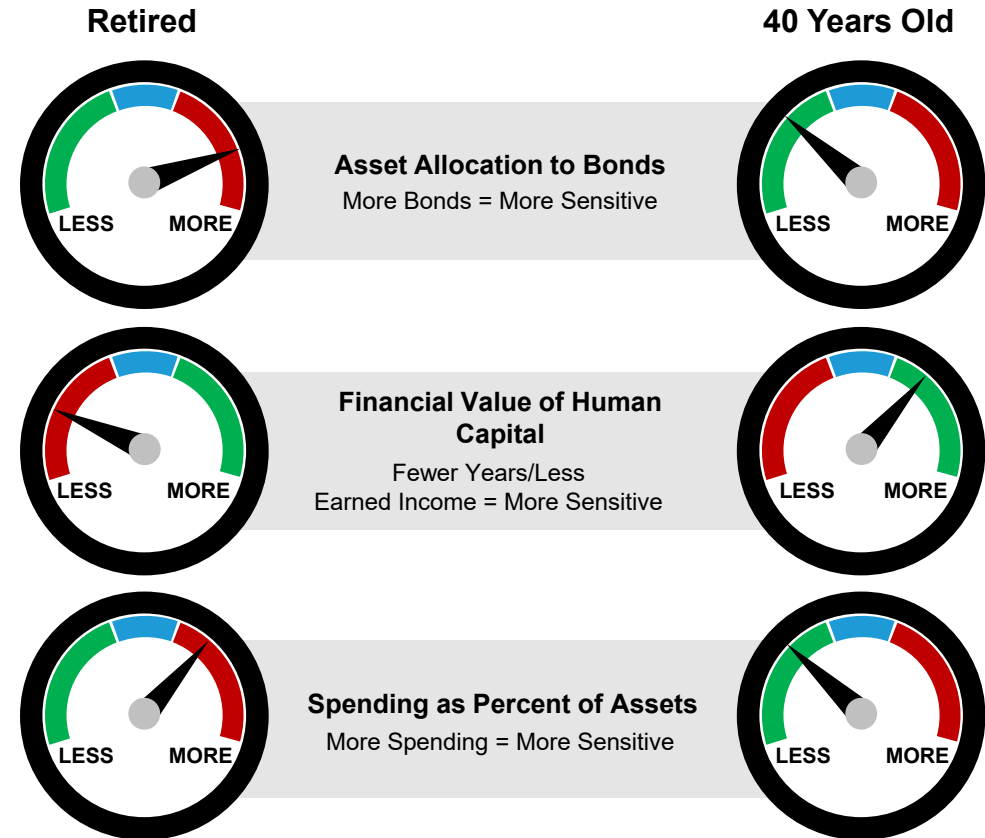 Retired
40 Years Old
LESS MORE
Asset Allocation to Bonds
More Bonds = More Sensitive
LESS MORE
LESS MORE
Financial Value of Human
Capital
Fewer Years/Less
Earned Income = More Sensitive
LESS MORE
LESS MORE
Spending as Percent of Assets
More Spending = More Sensitive
LESS MORE